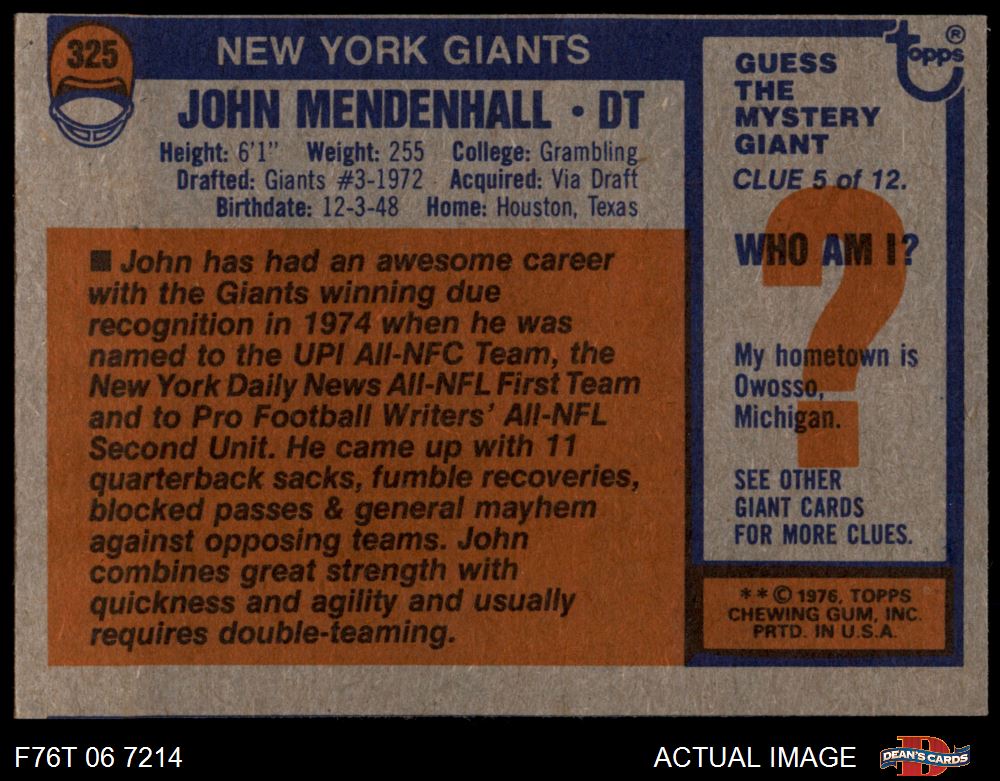 325
NEW YORK GIANTS
JOHN MENDENHALL • DT
Height: 6'1" Weight: 255 College: Grambling
Drafted: Giants #3-1972 Acquired: Via Draft
Birthdate: 12-3-48 Home: Houston, Texas
■ John has had an awesome career
with the Giants winning due
recognition in 1974 when he was
named to the UPI All-NFC Team, the
New York Daily News All-NFL First Team
and to Pro Football Writers' All-NFL
Second Unit. He came up with 11
quarterback sacks, fumble recoveries,
blocked passes & general mayhem
against opposing teams. John
combines great strength with
quickness and agility and usually
requires double-teaming.
topps®
GUESS
THE
MYSTERY
GIANT
CLUE 5 of 12.
WHO AM I?
?
My hometown is
Owosso,
Michigan.
SEE OTHER
GIANT CARDS
FOR MORE CLUES.
**© 1976, TOPPS
CHEWING GUM, INC.
PRTD. IN U.S.A.
F76T 06 7214
ACTUAL IMAGE
DEAN'S CARDS